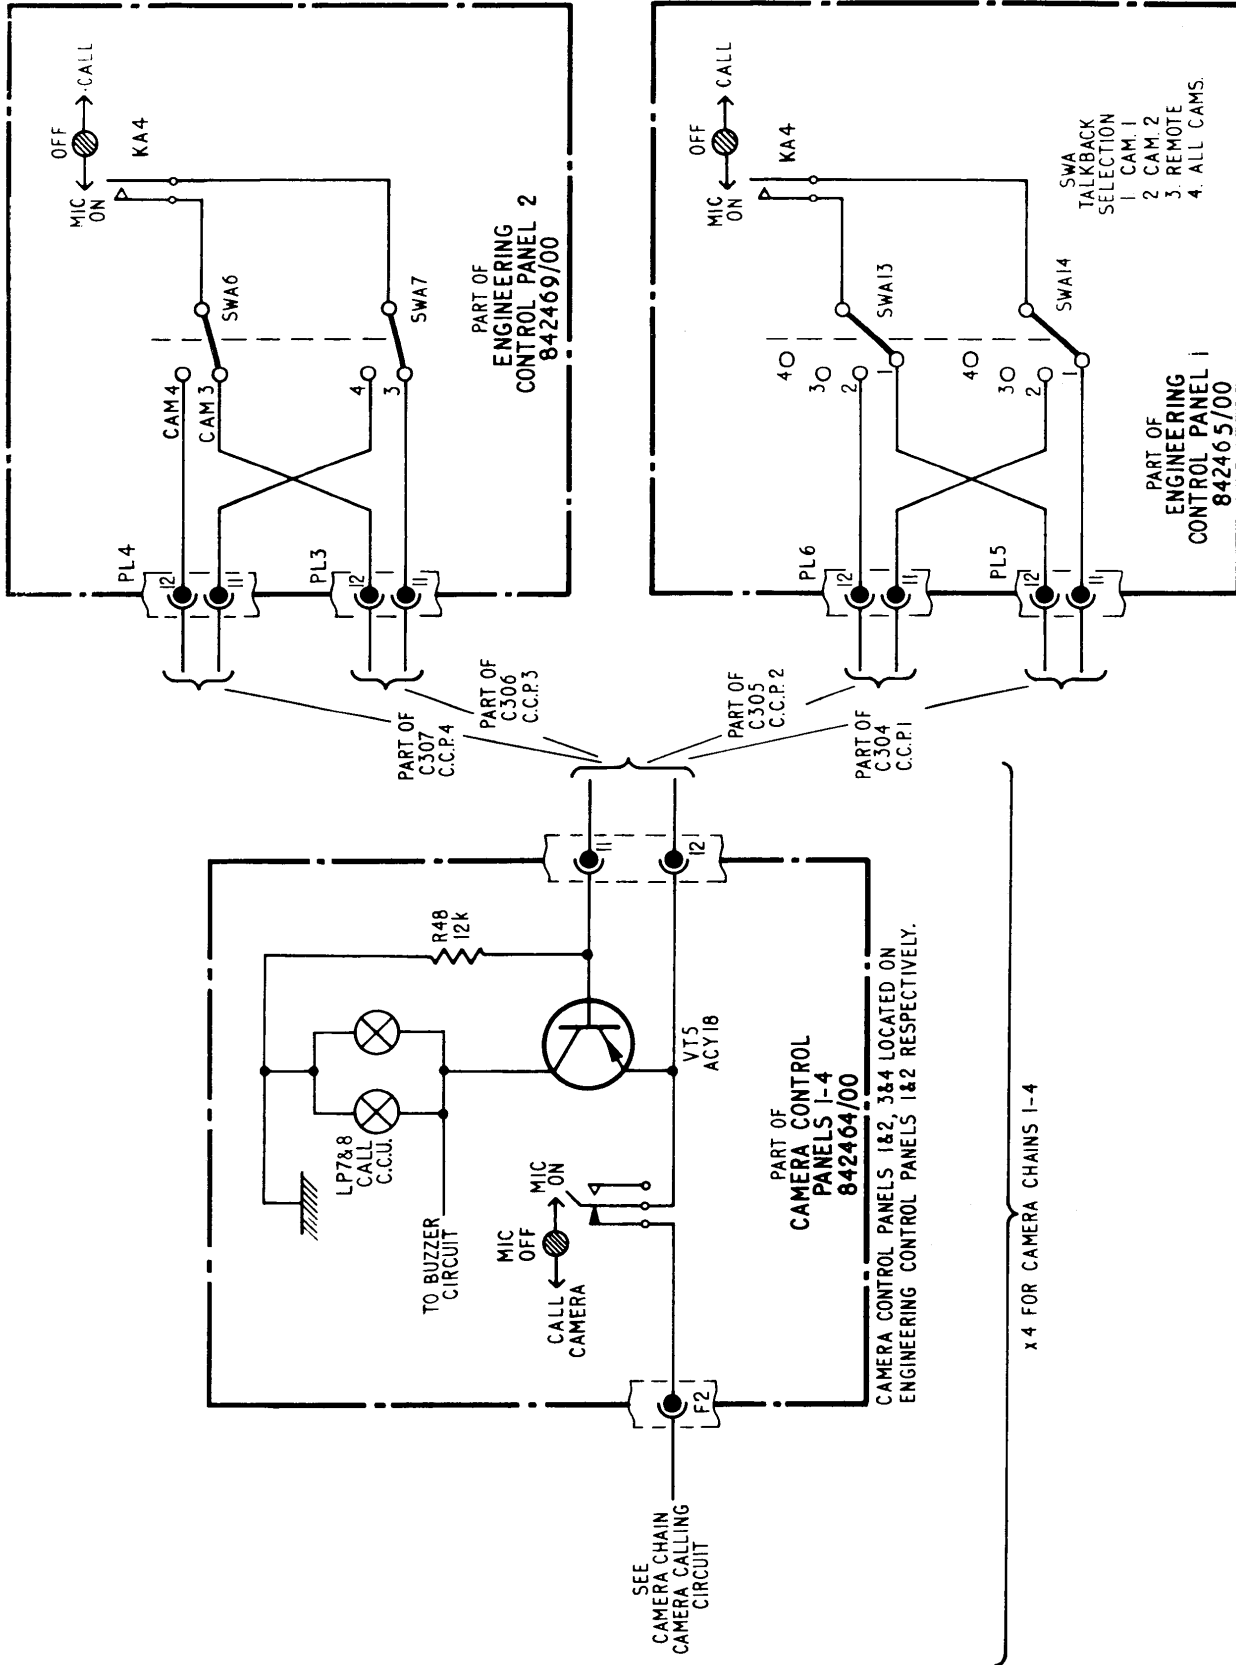 SEE
CAMERA CHAIN
CAMERA CALLING
CIRCUIT
F2
CALL
CAMERA
MIC
OFF
MIC
ON
TO BUZZER
CIRCUIT
LP7&8
CALL
C.C.U.
R48
12k
VT5
ACY18
11
12
PART OF
CAMERA CONTROL
PANELS 1-4
842464/00
CAMERA CONTROL PANELS 1&2, 3&4 LOCATED ON
ENGINEERING CONTROL PANELS 1&2 RESPECTIVELY.
x4 FOR CAMERA CHAINS 1-4
PART OF
C307
C.C.P.4
PART OF
C306
C.C.P.3
PART OF
C305
C.C.P.2
PART OF
C304
C.C.P.1
PL4
12
11
PL3
12
11
CAM 4
CAM 3
4
3
SWA6
SWA7
MIC
ON
OFF
CALL
KA4
PART OF
ENGINEERING
CONTROL PANEL 2
842469/00
PL6
12
11
PL5
12
11
4
3
2
1
4
3
2
1
SWA13
SWA14
MIC
ON
OFF
CALL
KA4
SWA
TALKBACK
SELECTION
1 CAM. 1
2 CAM. 2
3. REMOTE
4. ALL CAMS.
PART OF
ENGINEERING
CONTROL PANEL 1
842465/00